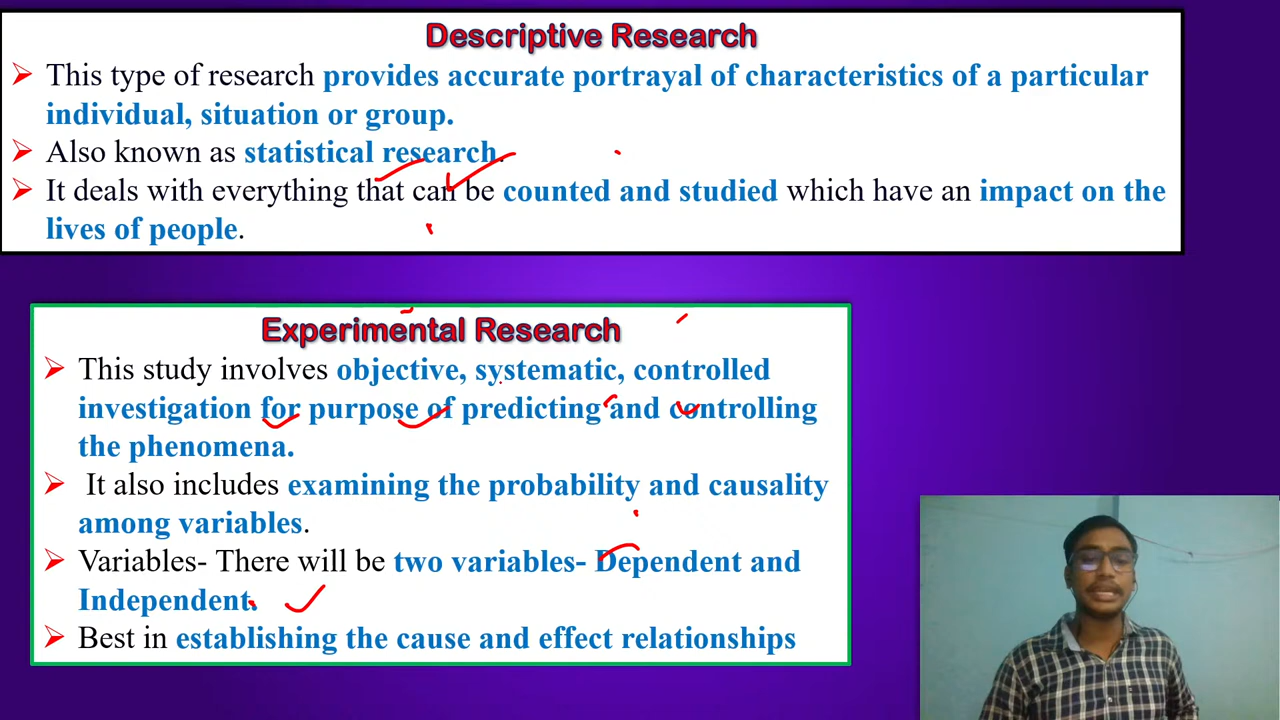 Descriptive Research
➢ This type of research provides accurate portrayal of characteristics of a particular
individual, situation or group.
➢ Also known as statistical research.
➢ It deals with everything that can be counted and studied which have an impact on the
lives of people.
Experimental Research
➢ This study involves objective, systematic, controlled
investigation for purpose of predicting and controlling
the phenomena.
➢ It also includes examining the probability and causality
among variables.
➢ Variables- There will be two variables- Dependent and
Independent.
➢ Best in establishing the cause and effect relationships